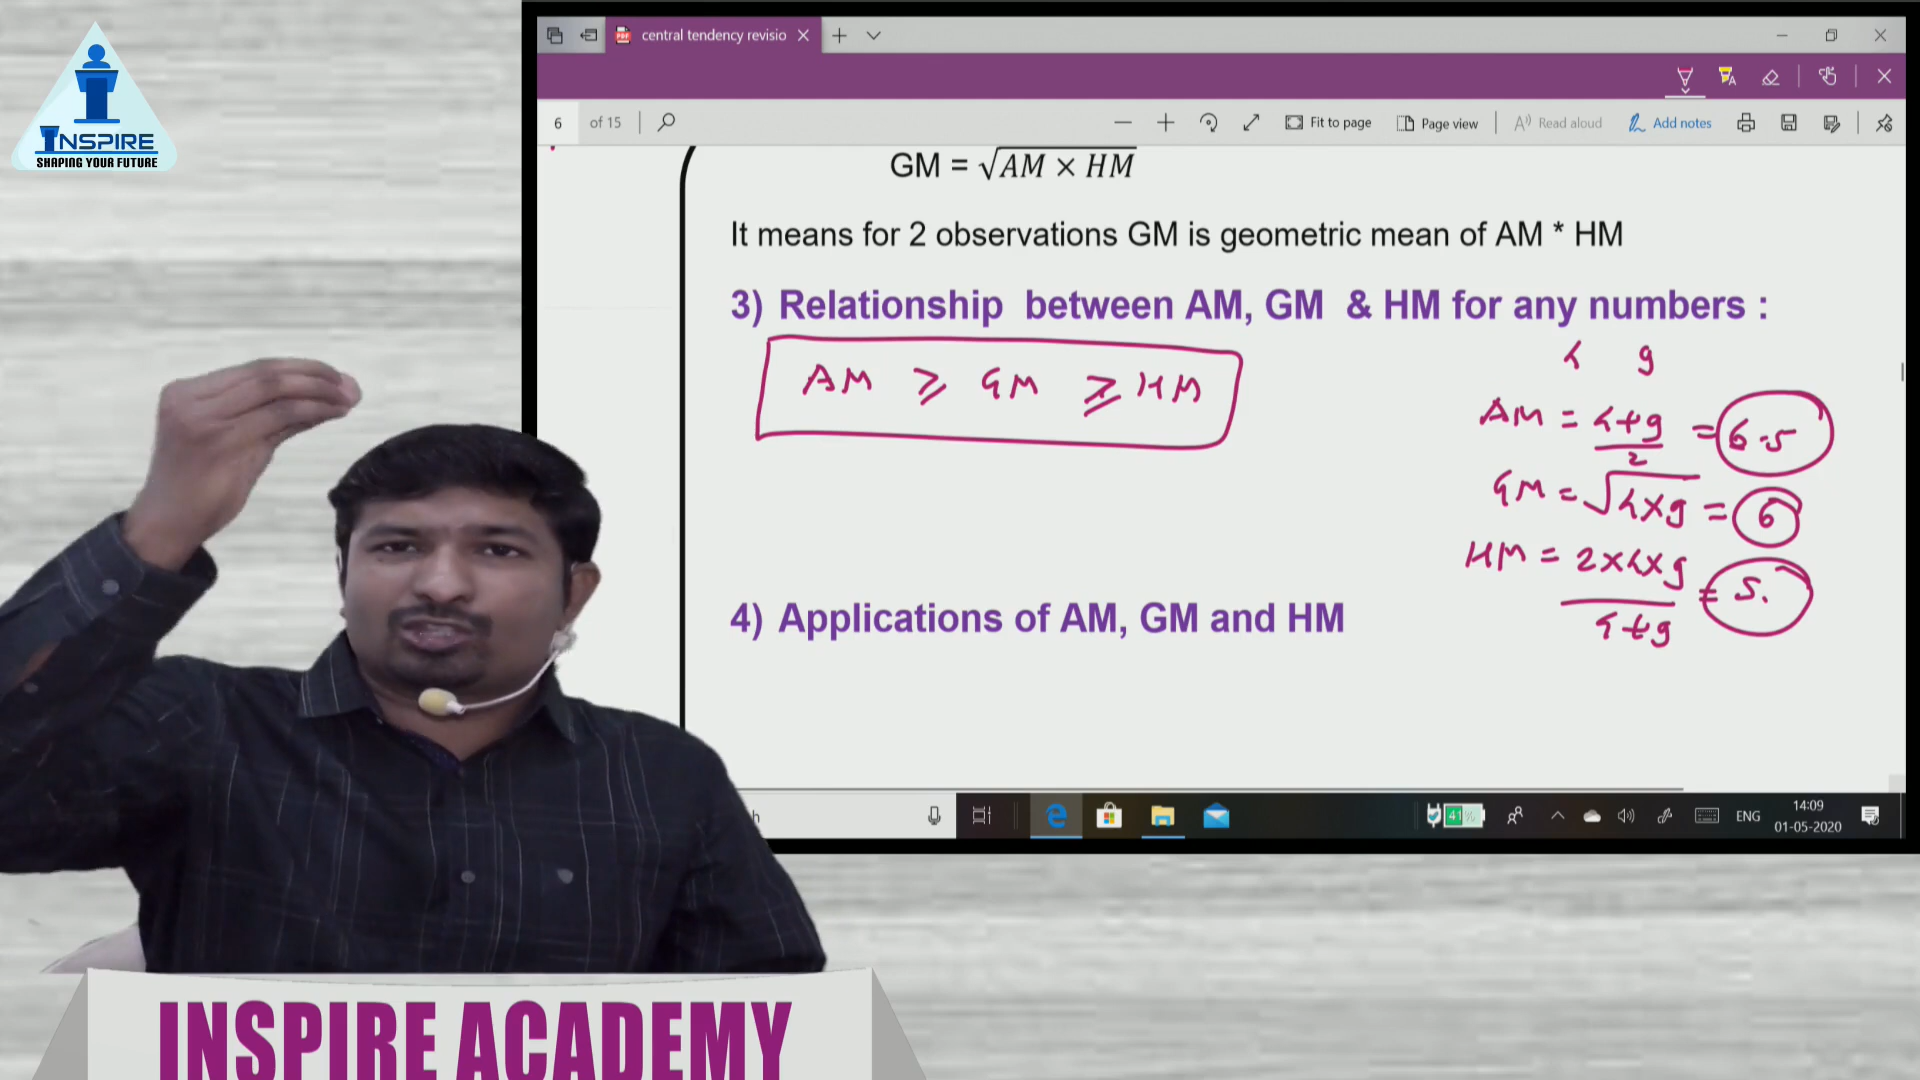 INSPIRE
SHAPING YOUR FUTURE
central tendency revisio
6 of 15
Fit to page
Page view
Read aloud
Add notes
GM = √AM × HM
It means for 2 observations GM is geometric mean of AM * HM
3) Relationship between AM, GM & HM for any numbers :
4 9
AM ≥ GM ≥ HM
AM = 4+9/2 = 6.5
GM = √4×9 = 6
HM = 2×4×9/4+9 = 5.
4) Applications of AM, GM and HM
h
41%
ENG
14:09
01-05-2020
INSPIRE ACADEMY